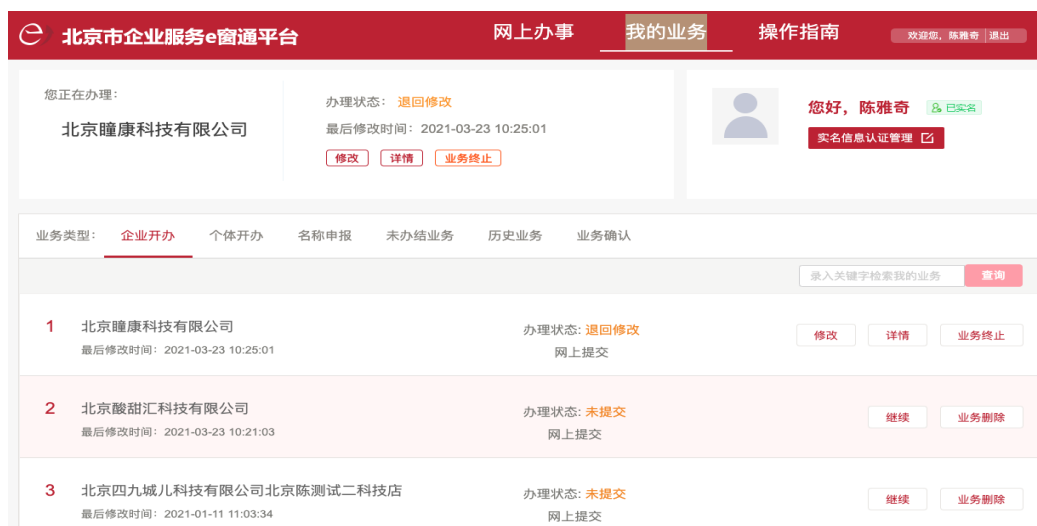 北京市企业服务e窗通平台 网上办事 我的业务 操作指南 欢迎您，陈雅奇 | 退出
您正在办理：
北京瞳康科技有限公司
办理状态： 退回修改
最后修改时间： 2021-03-23 10:25:01
修改 详情 业务终止
您好，陈雅奇 已实名
实名信息认证管理
业务类型： 企业开办 个体开办 名称申报 未办结业务 历史业务 业务确认
录入关键字检索我的业务 查询
1 北京瞳康科技有限公司 办理状态: 退回修改 修改 详情 业务终止
最后修改时间： 2021-03-23 10:25:01 网上提交
2 北京酸甜汇科技有限公司 办理状态: 未提交 继续 业务删除
最后修改时间： 2021-03-23 10:21:03 网上提交
3 北京四九城儿科技有限公司北京陈测试二科技店 办理状态: 未提交 继续 业务删除
最后修改时间： 2021-01-11 11:03:34 网上提交